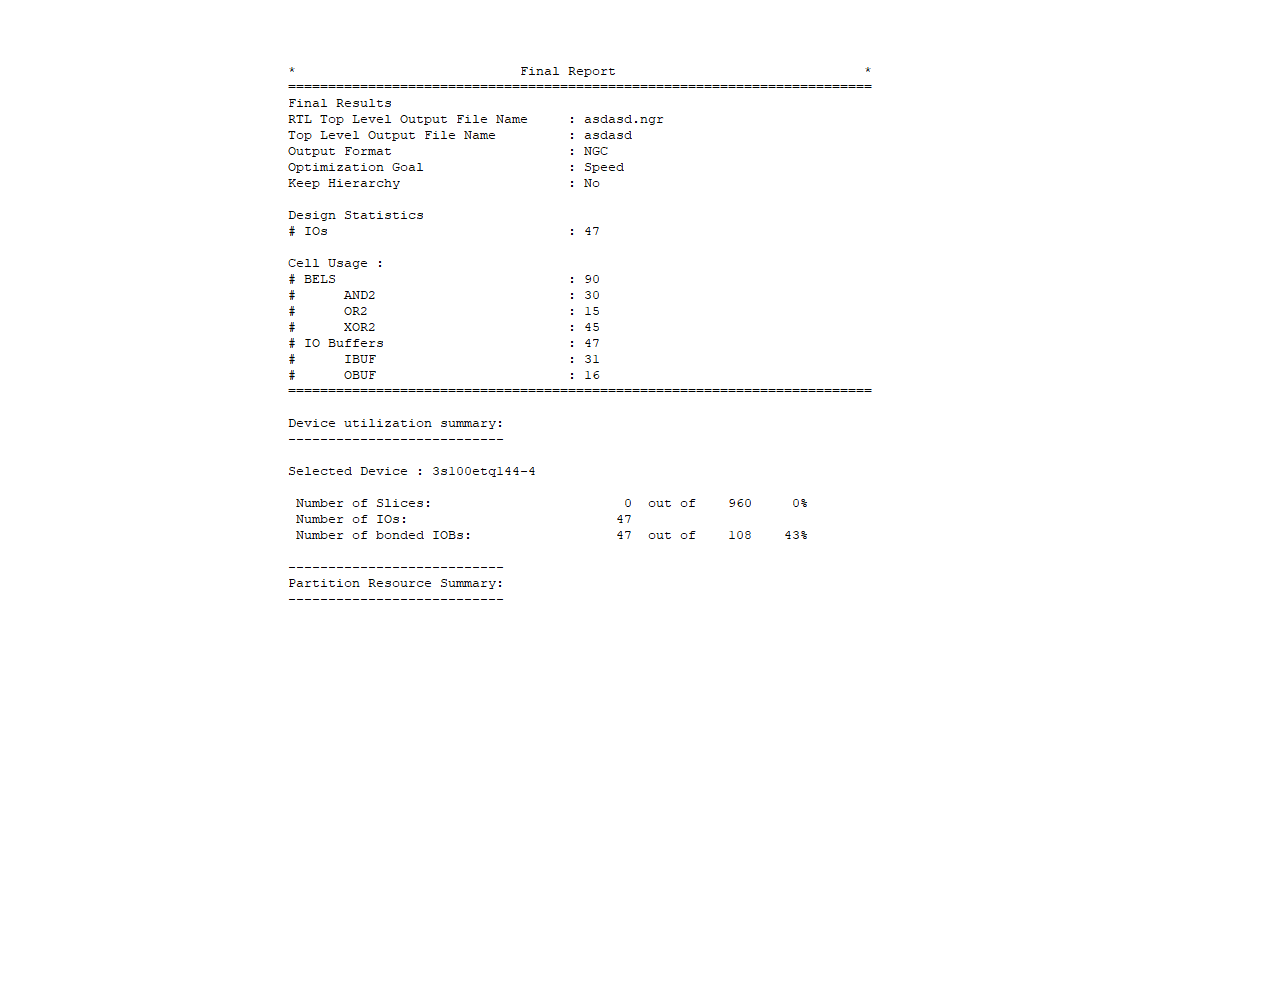 *                            Final Report                               *
=========================================================================
Final Results
RTL Top Level Output File Name     : asdasd.ngr
Top Level Output File Name         : asdasd
Output Format                      : NGC
Optimization Goal                  : Speed
Keep Hierarchy                     : No

Design Statistics
# IOs                              : 47

Cell Usage :
# BELS                             : 90
#      AND2                        : 30
#      OR2                         : 15
#      XOR2                        : 45
# IO Buffers                       : 47
#      IBUF                        : 31
#      OBUF                        : 16
=========================================================================

Device utilization summary:
---------------------------

Selected Device : 3s100etq144-4

 Number of Slices:                        0  out of    960     0%
 Number of IOs:                          47
 Number of bonded IOBs:                  47  out of    108    43%

---------------------------
Partition Resource Summary:
---------------------------